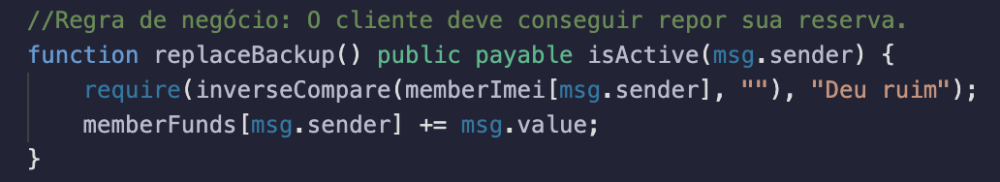 //Regra de negócio: O cliente deve conseguir repor sua reserva.
function replaceBackup() public payable isActive(msg.sender) {
    require(inverseCompare(memberImei[msg.sender], ""), "Deu ruim");
    memberFunds[msg.sender] += msg.value;
}